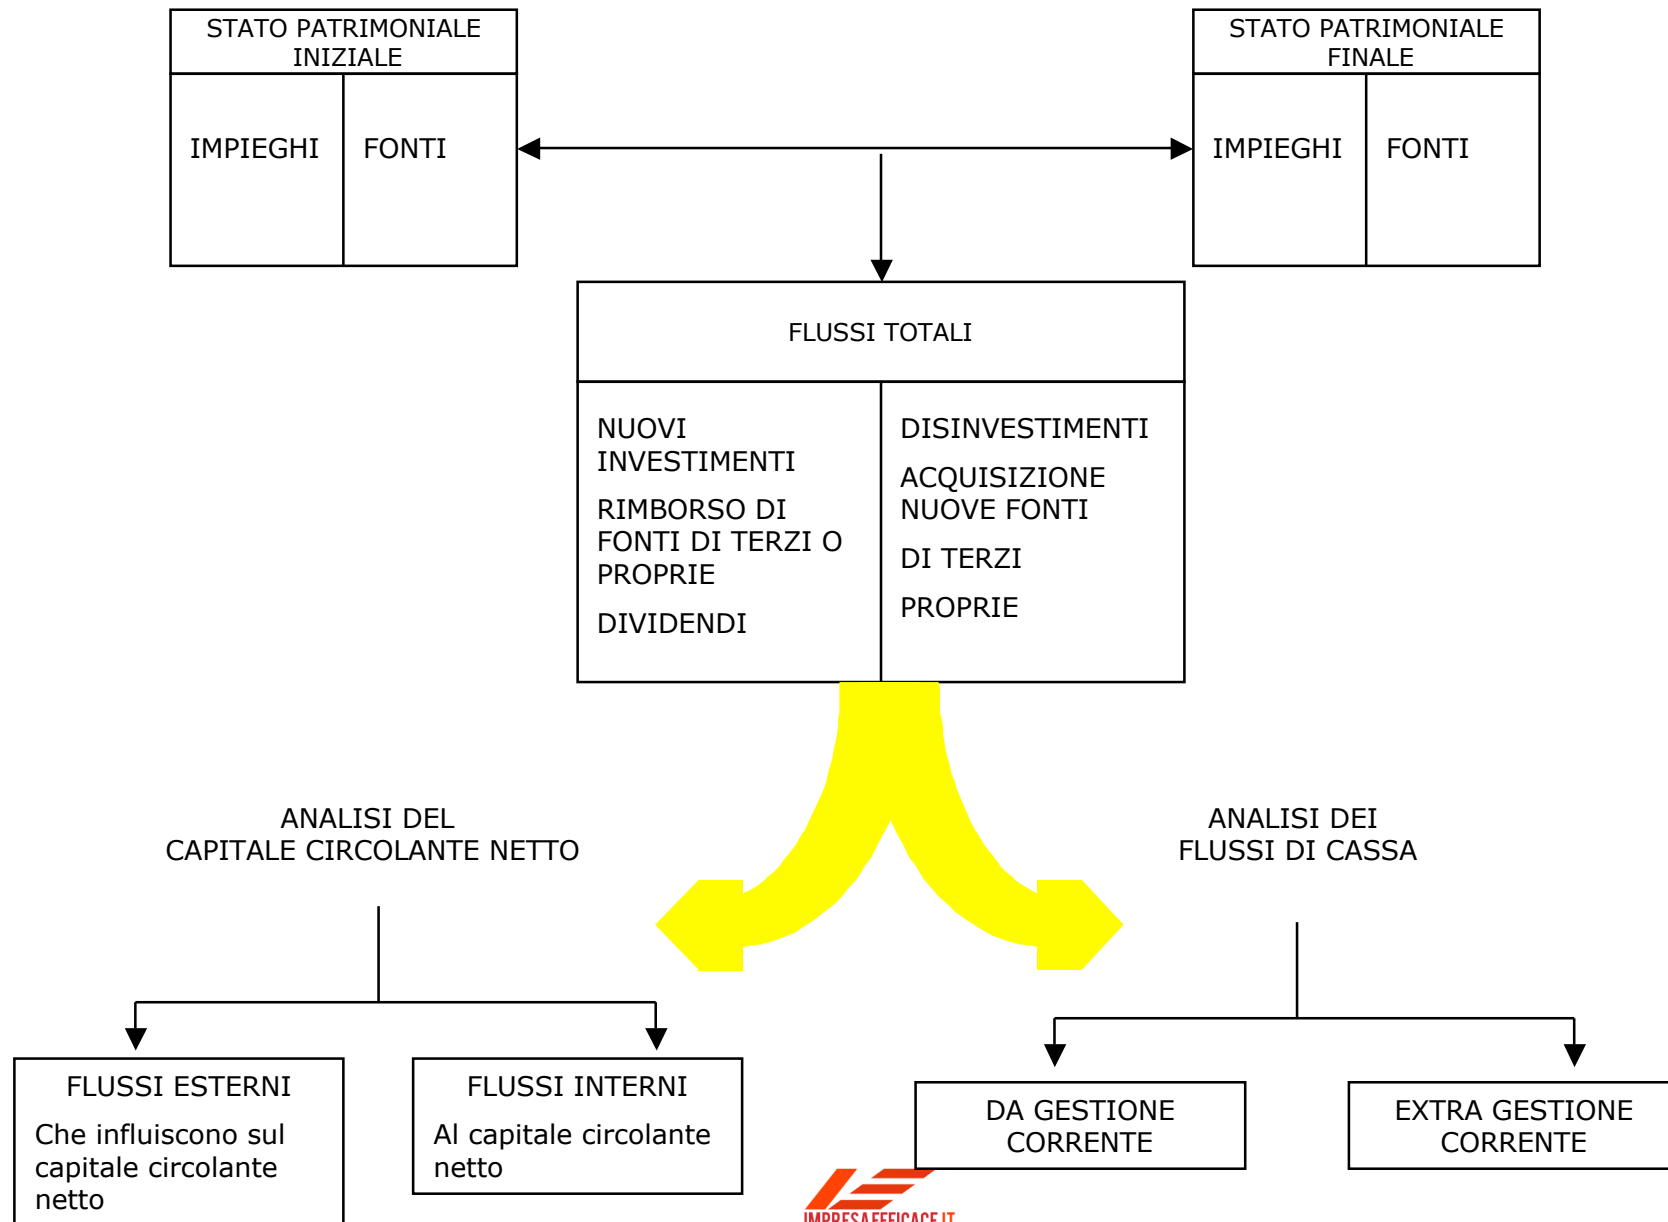 STATO PATRIMONIALE
INIZIALE
IMPIEGHI
FONTI
STATO PATRIMONIALE
FINALE
IMPIEGHI
FONTI
FLUSSI TOTALI
NUOVI
INVESTIMENTI
RIMBORSO DI
FONTI DI TERZI O
PROPRIE
DIVIDENDI
DISINVESTIMENTI
ACQUISIZIONE
NUOVE FONTI
DI TERZI
PROPRIE
ANALISI DEL
CAPITALE CIRCOLANTE NETTO
ANALISI DEI
FLUSSI DI CASSA
FLUSSI ESTERNI
Che influiscono sul
capitale circolante
netto
FLUSSI INTERNI
Al capitale circolante
netto
DA GESTIONE
CORRENTE
EXTRA GESTIONE
CORRENTE
IMPRESAEFFICACE.IT